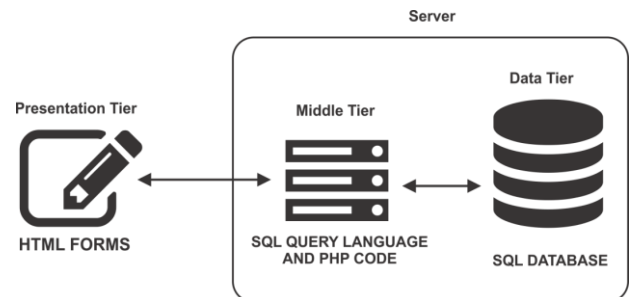 Server
Data Tier
Presentation Tier
Middle Tier
HTML FORMS
SQL QUERY LANGUAGE
AND PHP CODE
SQL DATABASE